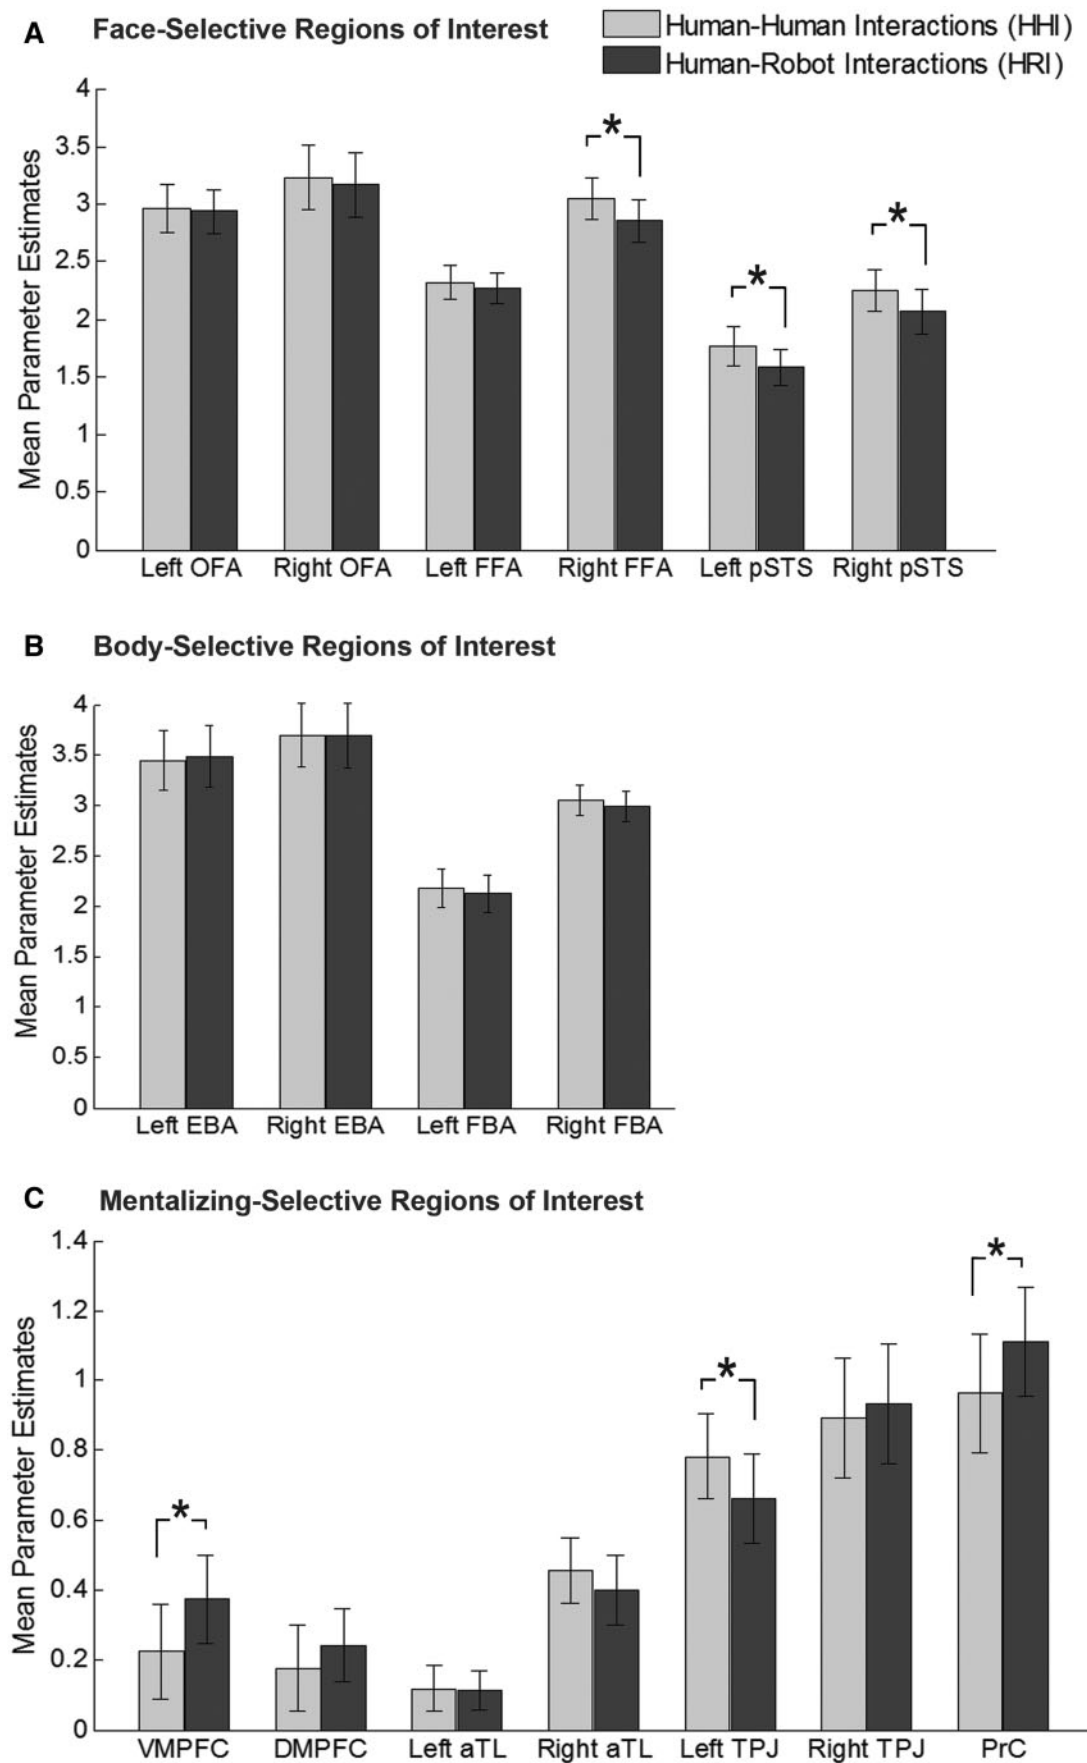 A Face-Selective Regions of Interest
Human-Human Interactions (HHI)
Human-Robot Interactions (HRI)
Mean Parameter Estimates
4
3.5
3
2.5
2
1.5
1
0.5
0
* * *
Left OFA Right OFA Left FFA Right FFA Left pSTS Right pSTS
B Body-Selective Regions of Interest
Mean Parameter Estimates
4
3.5
3
2.5
2
1.5
1
0.5
0
Left EBA Right EBA Left FBA Right FBA
C Mentalizing-Selective Regions of Interest
Mean Parameter Estimates
1.4
1.2
1
0.8
0.6
0.4
0.2
0
* * *
VMPFC DMPFC Left aTL Right aTL Left TPJ Right TPJ PrC